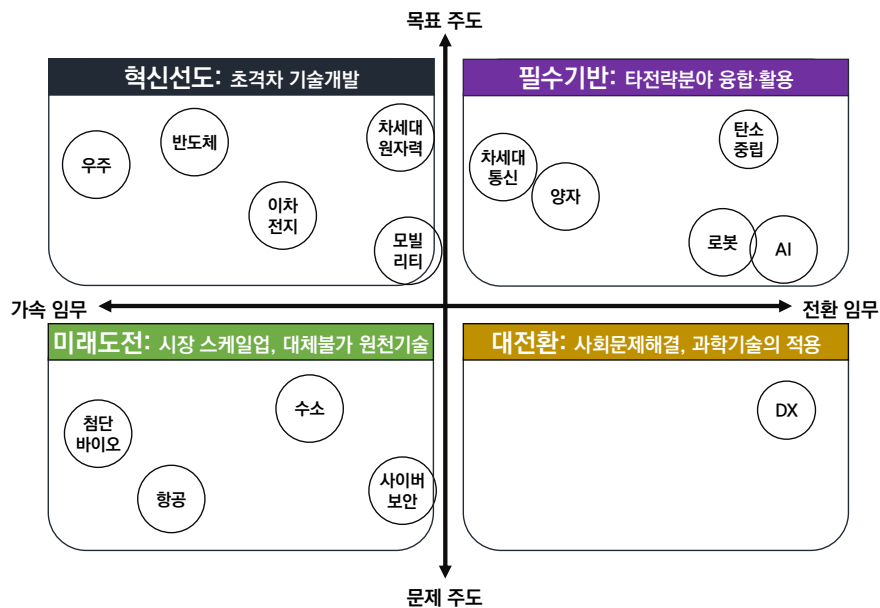 목표 주도
혁신선도: 초격차 기술개발
필수기반: 타전략분야 융합·활용
우주
반도체
차세대
원자력
이차
전지
모빌
리티
차세대
통신
양자
탄소
중립
로봇
AI
가속 임무
전환 임무
미래도전: 시장 스케일업, 대체불가 원천기술
대전환: 사회문제해결, 과학기술의 적용
첨단
바이오
수소
항공
사이버
보안
DX
문제 주도